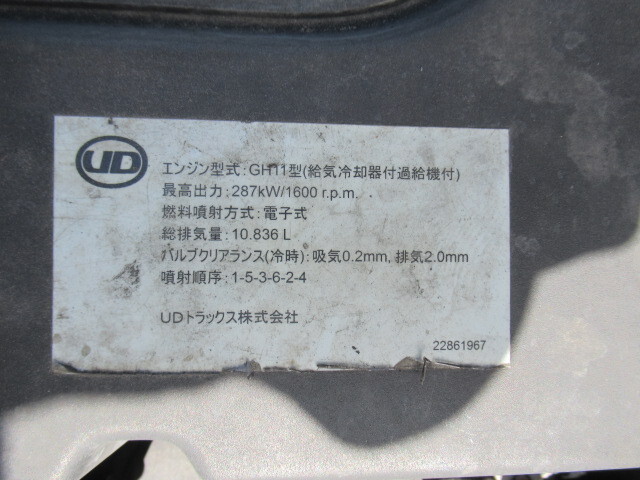 UD
エンジン型式:GH11型(給気冷却器付過給機付)
最高出力:287kW/1600 r.p.m.
燃料噴射方式:電子式
総排気量:10.836 L
バルブクリアランス(冷時):吸気0.2mm, 排気2.0mm
噴射順序:1-5-3-6-2-4
UDトラックス株式会社
22861967